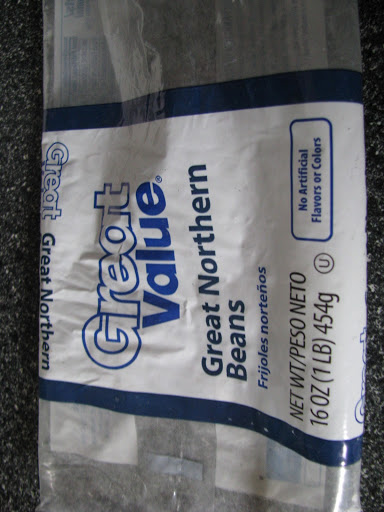 Great
Value®
Great Northern
Beans
Frijoles norteños
No Artificial
Flavors or Colors
NET WT/PESO NETO
16 OZ (1 LB) 454g
U
Great Great Northern
Great